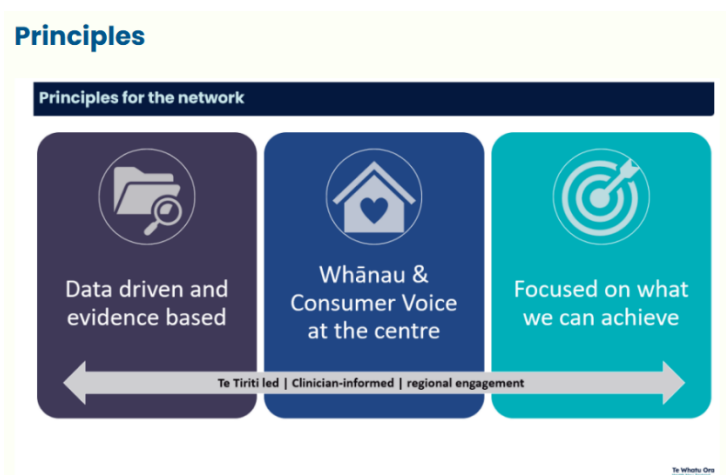 Principles
Principles for the network
Data driven and
evidence based
Whānau &
Consumer Voice
at the centre
Focused on what
we can achieve
Te Tiriti led | Clinician-informed | regional engagement
Te Whatu Ora